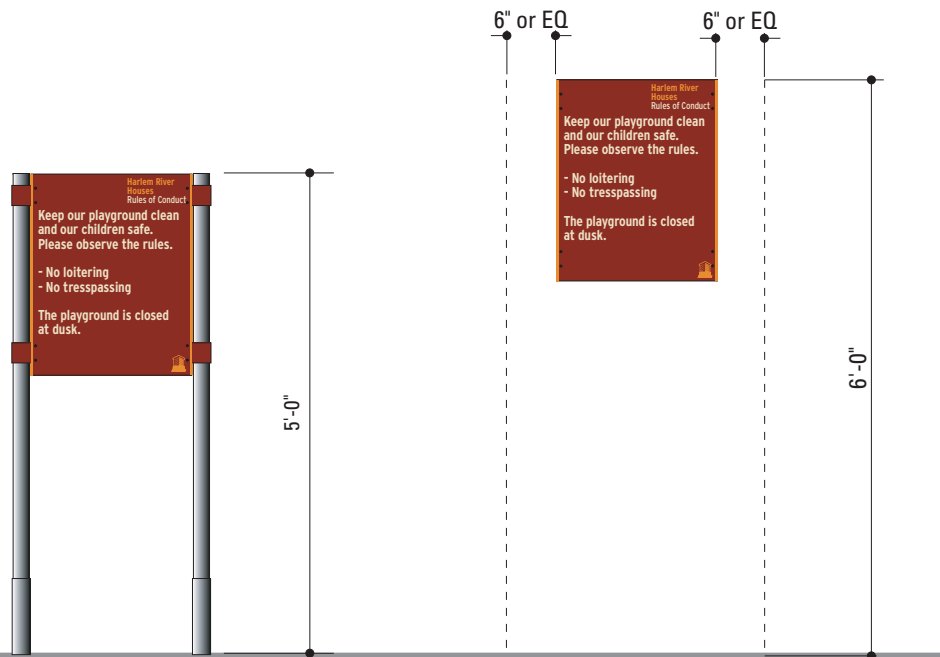 6" or EQ
6" or EQ
Harlem River
Houses
Rules of Conduct
Keep our playground clean
and our children safe.
Please observe the rules.
- No loitering
- No tresspassing
The playground is closed
at dusk.
5'-0"
Harlem River
Houses
Rules of Conduct
Keep our playground clean
and our children safe.
Please observe the rules.
- No loitering
- No tresspassing
The playground is closed
at dusk.
6'-0"